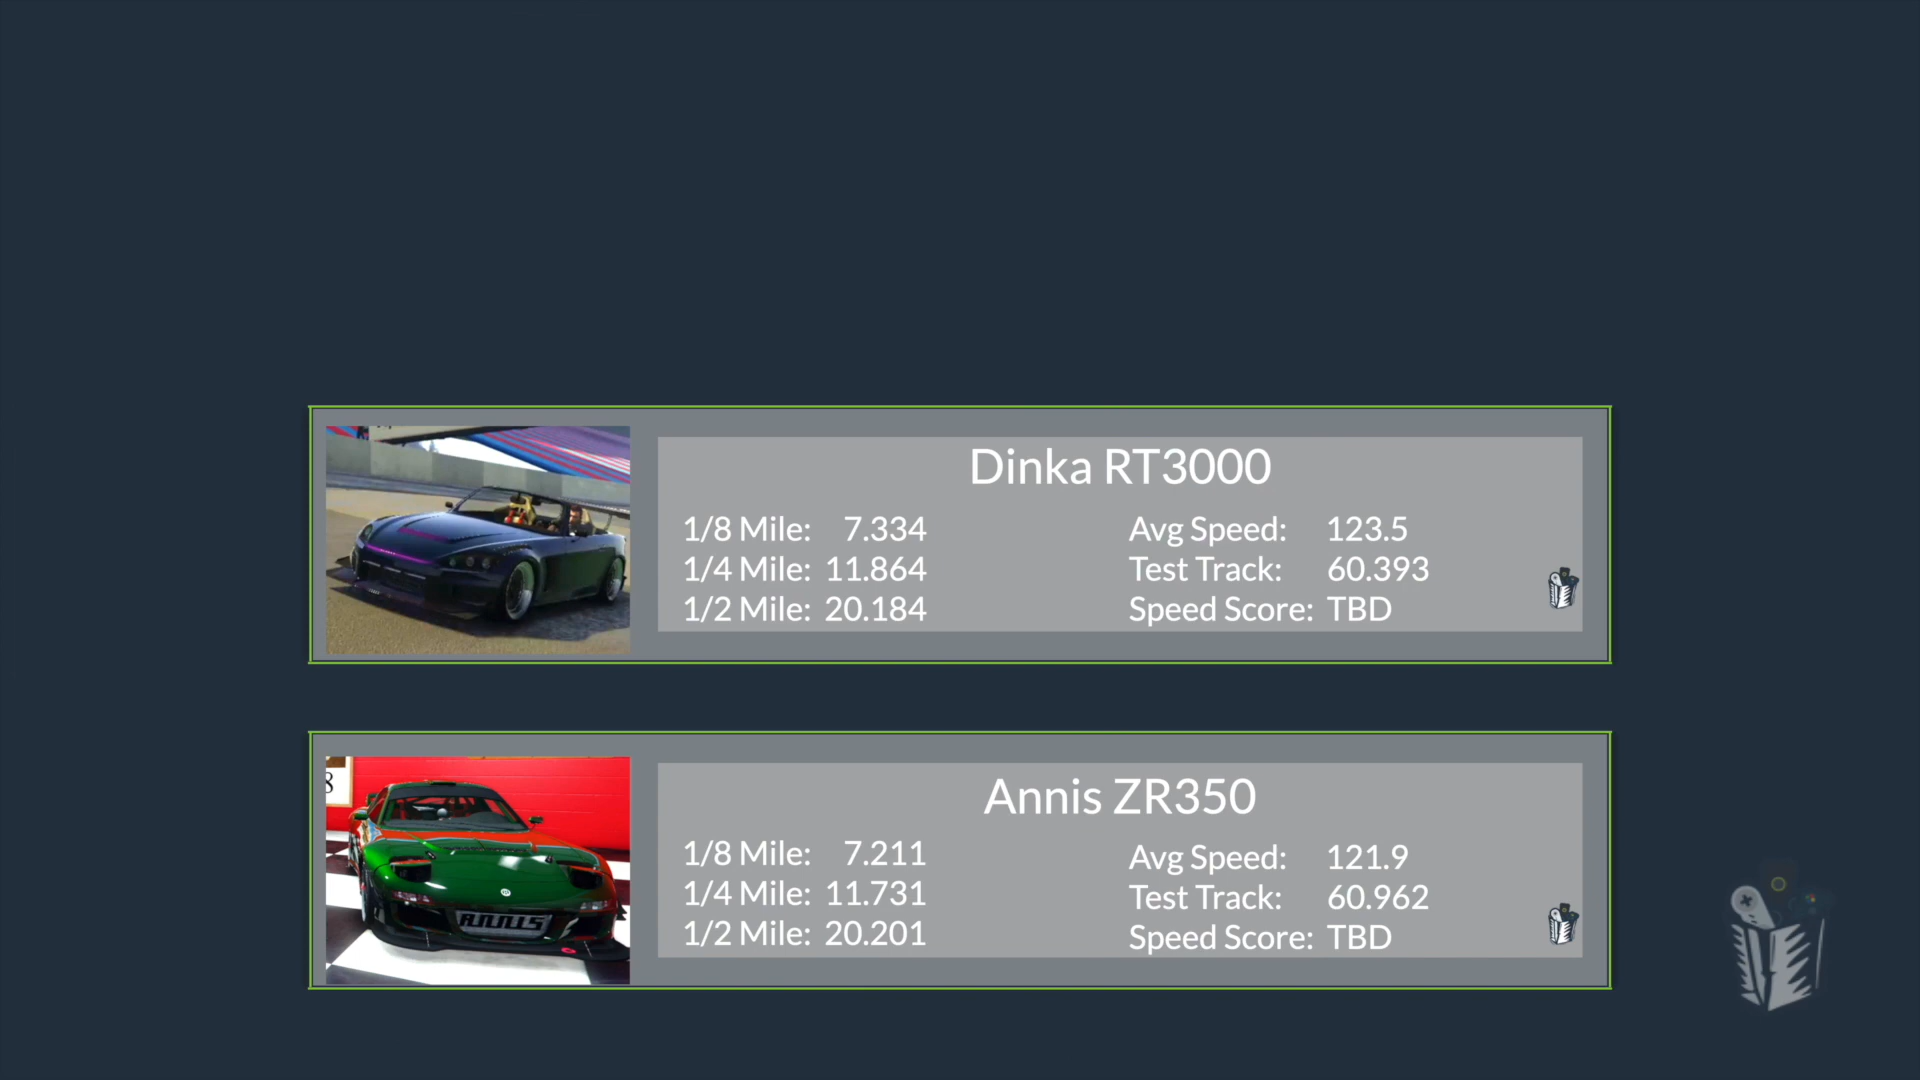 Dinka RT3000
1/8 Mile: 7.334
1/4 Mile: 11.864
1/2 Mile: 20.184
Avg Speed: 123.5
Test Track: 60.393
Speed Score: TBD
8
Annis ZR350
1/8 Mile: 7.211
1/4 Mile: 11.731
1/2 Mile: 20.201
Avg Speed: 121.9
Test Track: 60.962
Speed Score: TBD
ANNIS